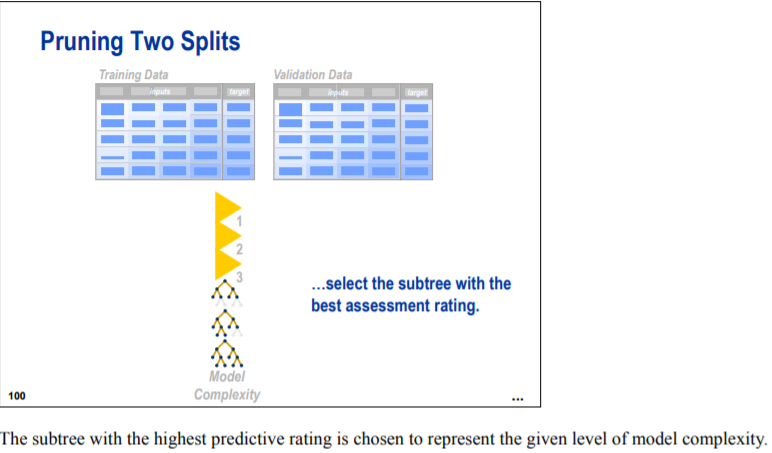 Pruning Two Splits
Training Data
Validation Data
inputs
target
inputs
target
1
2
3
...select the subtree with the
best assessment rating.
Model
Complexity
100
...
The subtree with the highest predictive rating is chosen to represent the given level of model complexity.